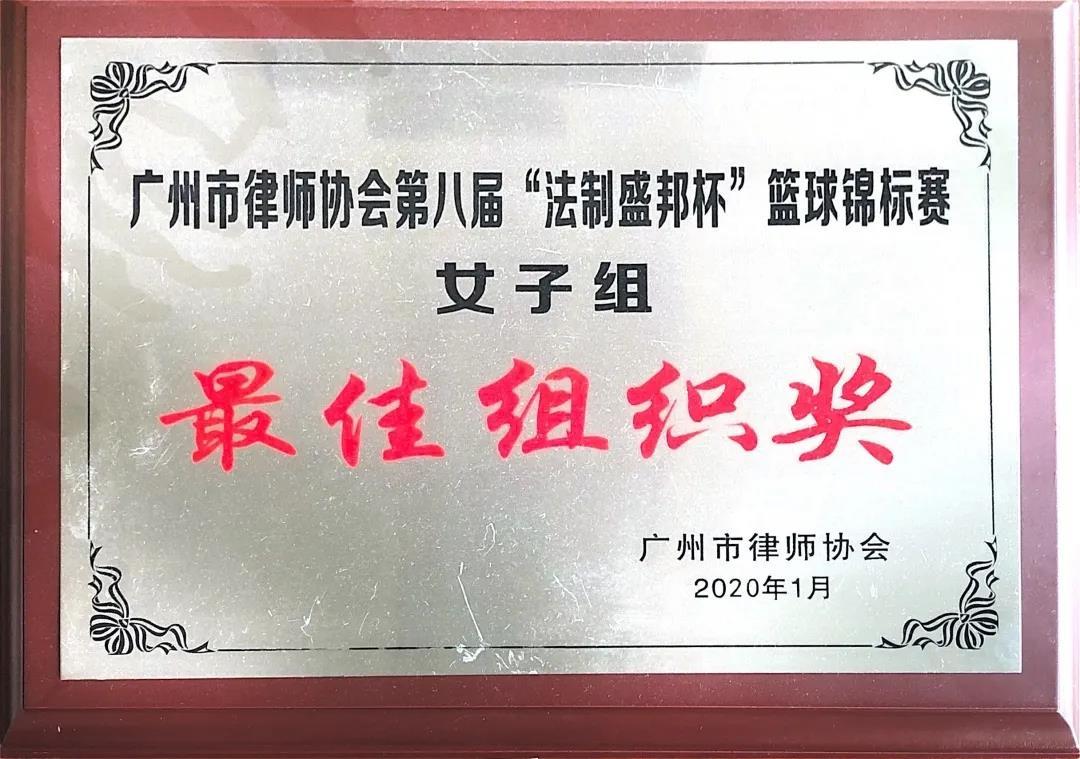 广州市律师协会第八届“法制盛邦杯”篮球锦标赛
女子组
最佳组织奖
广州市律师协会
2020年1月